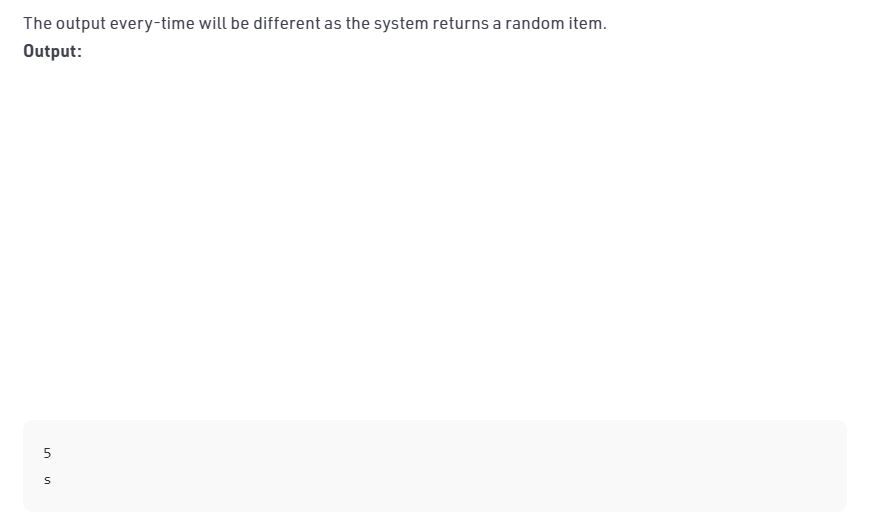 The output every-time will be different as the system returns a random item.
Output:
5
s